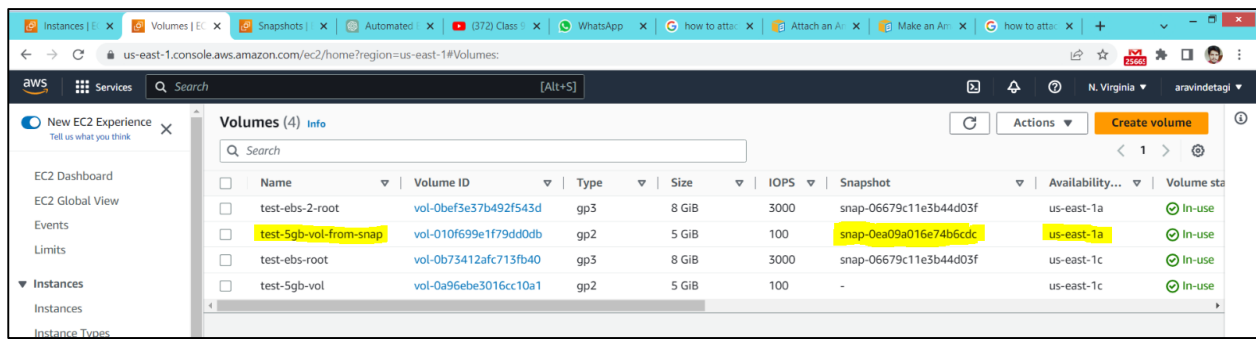 Instances | E
Volumes | EC
Snapshots |
Automated
(372) Class 9
WhatsApp
how to attac
Attach an A
Make an Am
how to attac
us-east-1.console.aws.amazon.com/ec2/home?region=us-east-1#Volumes:
25665
aws
Services
Search
[Alt+S]
N. Virginia
aravindetagi
New EC2 Experience
Tell us what you think
Volumes (4) Info
Actions
Create volume
Search
1
EC2 Dashboard
EC2 Global View
Events
Limits
Instances
Instances
Instance Types
Name Volume ID Type Size IOPS Snapshot Availability... Volume sta
test-ebs-2-root vol-0bef3e37b492f543d gp3 8 GiB 3000 snap-06679c11e3b44d03f us-east-1a In-use
test-5gb-vol-from-snap vol-010f699e1f79dd0db gp2 5 GiB 100 snap-0ea09a016e74b6cdc us-east-1a In-use
test-ebs-root vol-0b73412afc713fb40 gp3 8 GiB 3000 snap-06679c11e3b44d03f us-east-1c In-use
test-5gb-vol vol-0a96ebe3016cc10a1 gp2 5 GiB 100 - us-east-1c In-use